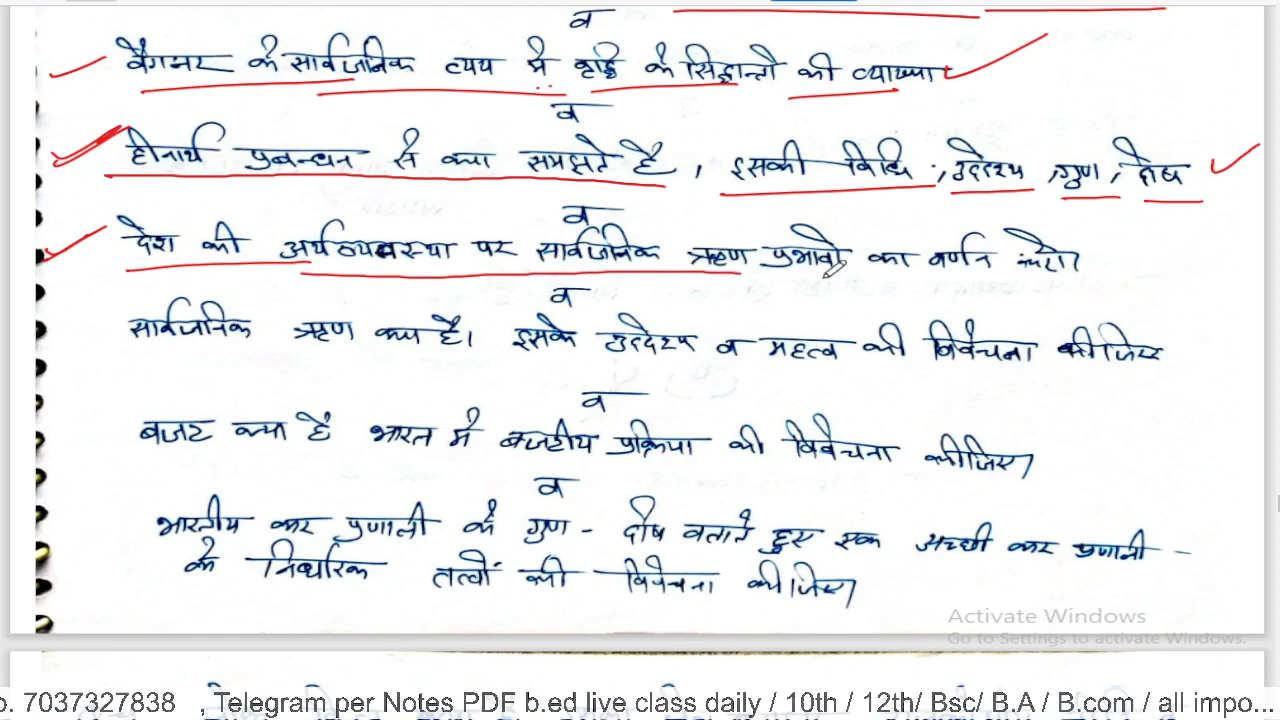 व
वैगनर के सार्वजनिक व्यय में वृद्धि के सिद्धान्तो की व्याख्या
व
हीनार्थ प्रबन्धन से क्या समझते है, इसकी विधि, उद्देश्य, गुण, दोष
व
देश की अर्थव्यवस्था पर सार्वजनिक ऋण प्रभावो का वर्णन करो।
व
सार्वजनिक ऋण क्या है। इसके उद्देश्य व महत्व की विवेचना कीजिए
व
बजट क्या है भारत में बजटीय प्रक्रिया की विवेचना कीजिए।
व
भारतीय कर प्रणाली के गुण - दोष बताते हुए एक अच्छी कर प्रणाली -
के निर्धारक तत्वों की विवेचना कीजिए।
Activate Windows
Go to Settings to activate Windows.
o. 7037327838 , Telegram per Notes PDF b.ed live class daily / 10th / 12th/ Bsc/ B.A / B.com / all impo...